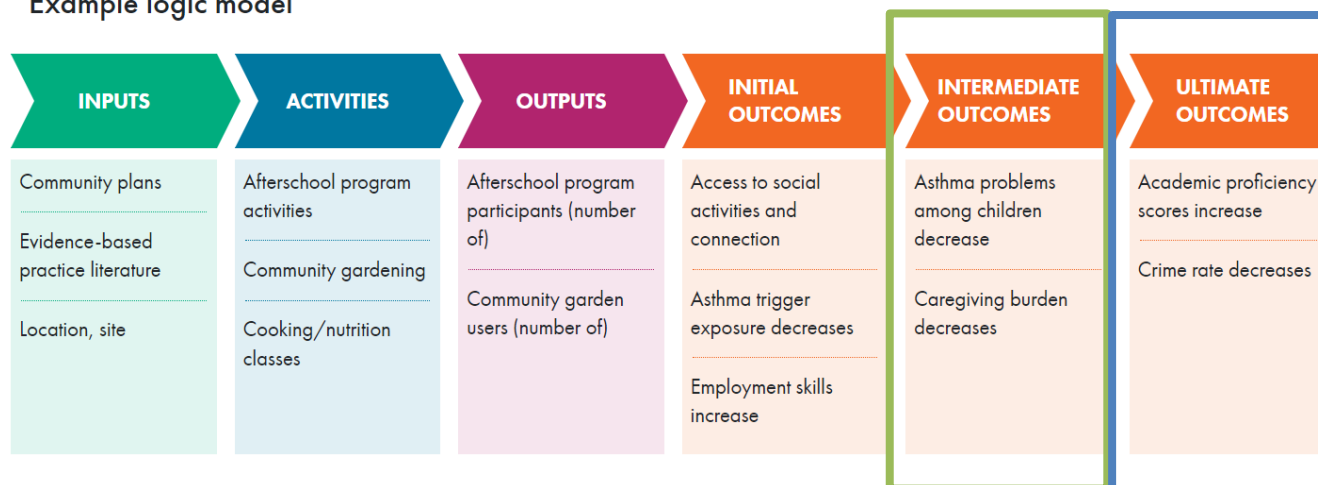 Example logic model
INPUTS
ACTIVITIES
OUTPUTS
INITIAL
OUTCOMES
INTERMEDIATE
OUTCOMES
ULTIMATE
OUTCOMES
Community plans
Evidence-based
practice literature
Location, site
Afterschool program
activities
Community gardening
Cooking/nutrition
classes
Afterschool program
participants (number
of)
Community garden
users (number of)
Access to social
activities and
connection
Asthma trigger
exposure decreases
Employment skills
increase
Asthma problems
among children
decrease
Caregiving burden
decreases
Academic proficiency
scores increase
Crime rate decreases